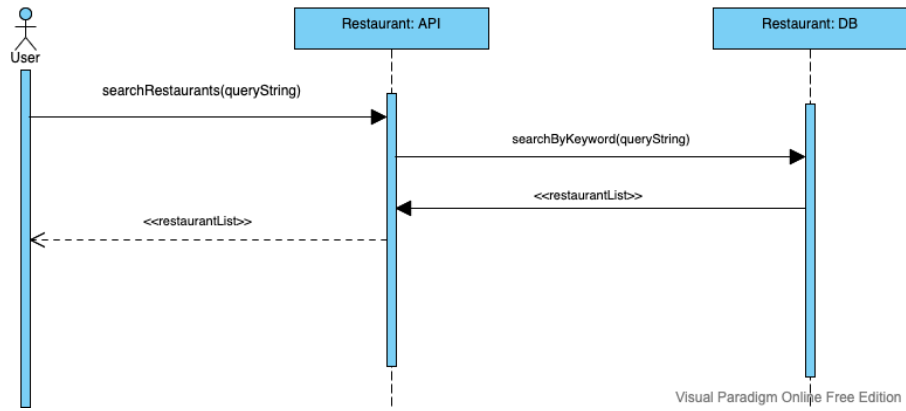 Restaurant: API
Restaurant: DB
User
searchRestaurants(queryString)
searchByKeyword(queryString)
<<restaurantList>>
<<restaurantList>>
Visual Paradigm Online Free Edition